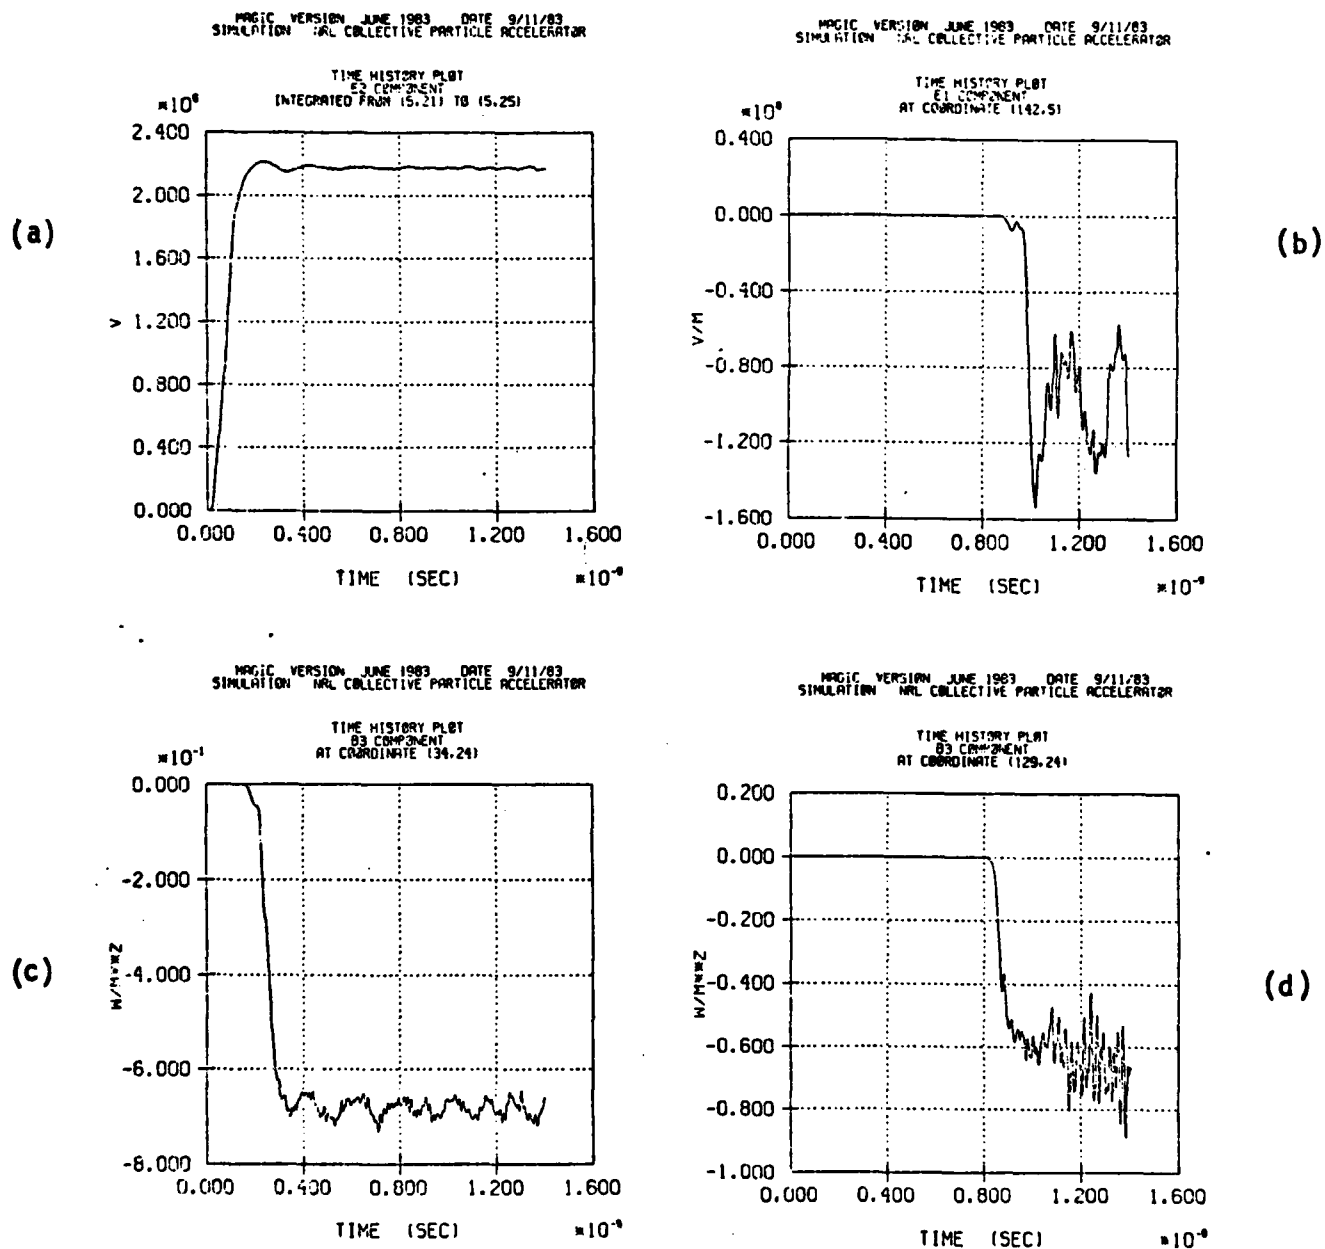 MAGIC VERSION JUNE 1983 DATE 9/11/83
SIMULATION NRL COLLECTIVE PARTICLE ACCELERATOR
TIME HISTORY PLOT
E2 COMPONENT
INTEGRATED FROM (5,21) TO (5,25)
(a)
2.400
2.000
1.600
1.200
0.800
0.400
0.000
V
0.000 0.400 0.800 1.200 1.600
TIME (SEC)
MAGIC VERSION JUNE 1983 DATE 9/11/83
SIMULATION NRL COLLECTIVE PARTICLE ACCELERATOR
TIME HISTORY PLOT
E1 COMPONENT
AT COORDINATE (142,5)
(b)
0.400
0.000
-0.400
-0.800
-1.200
-1.600
V/M
0.000 0.400 0.800 1.200 1.600
TIME (SEC)
MAGIC VERSION JUNE 1983 DATE 9/11/83
SIMULATION NRL COLLECTIVE PARTICLE ACCELERATOR
TIME HISTORY PLOT
B3 COMPONENT
AT COORDINATE (34,24)
(c)
*10⁻¹
0.000
-2.000
-4.000
-6.000
-8.000
W/M**2
0.000 0.400 0.800 1.200 1.600
TIME (SEC)
MAGIC VERSION JUNE 1983 DATE 9/11/83
SIMULATION NRL COLLECTIVE PARTICLE ACCELERATOR
TIME HISTORY PLOT
B3 COMPONENT
AT COORDINATE (129,24)
(d)
0.200
0.000
-0.200
-0.400
-0.600
-0.800
-1.000
W/M**2
0.000 0.400 0.800 1.200 1.600
TIME (SEC)